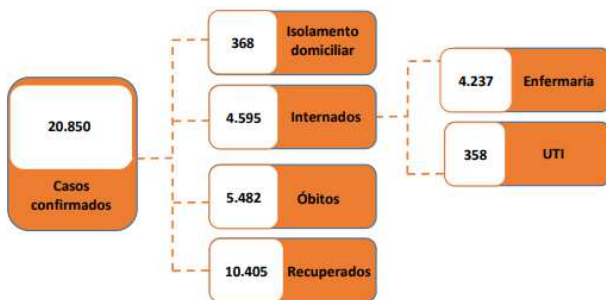 20.850
Casos
confirmados
368
Isolamento
domiciliar
4.595
Internados
5.482
Óbitos
10.405
Recuperados
4.237
Enfermaria
358
UTI